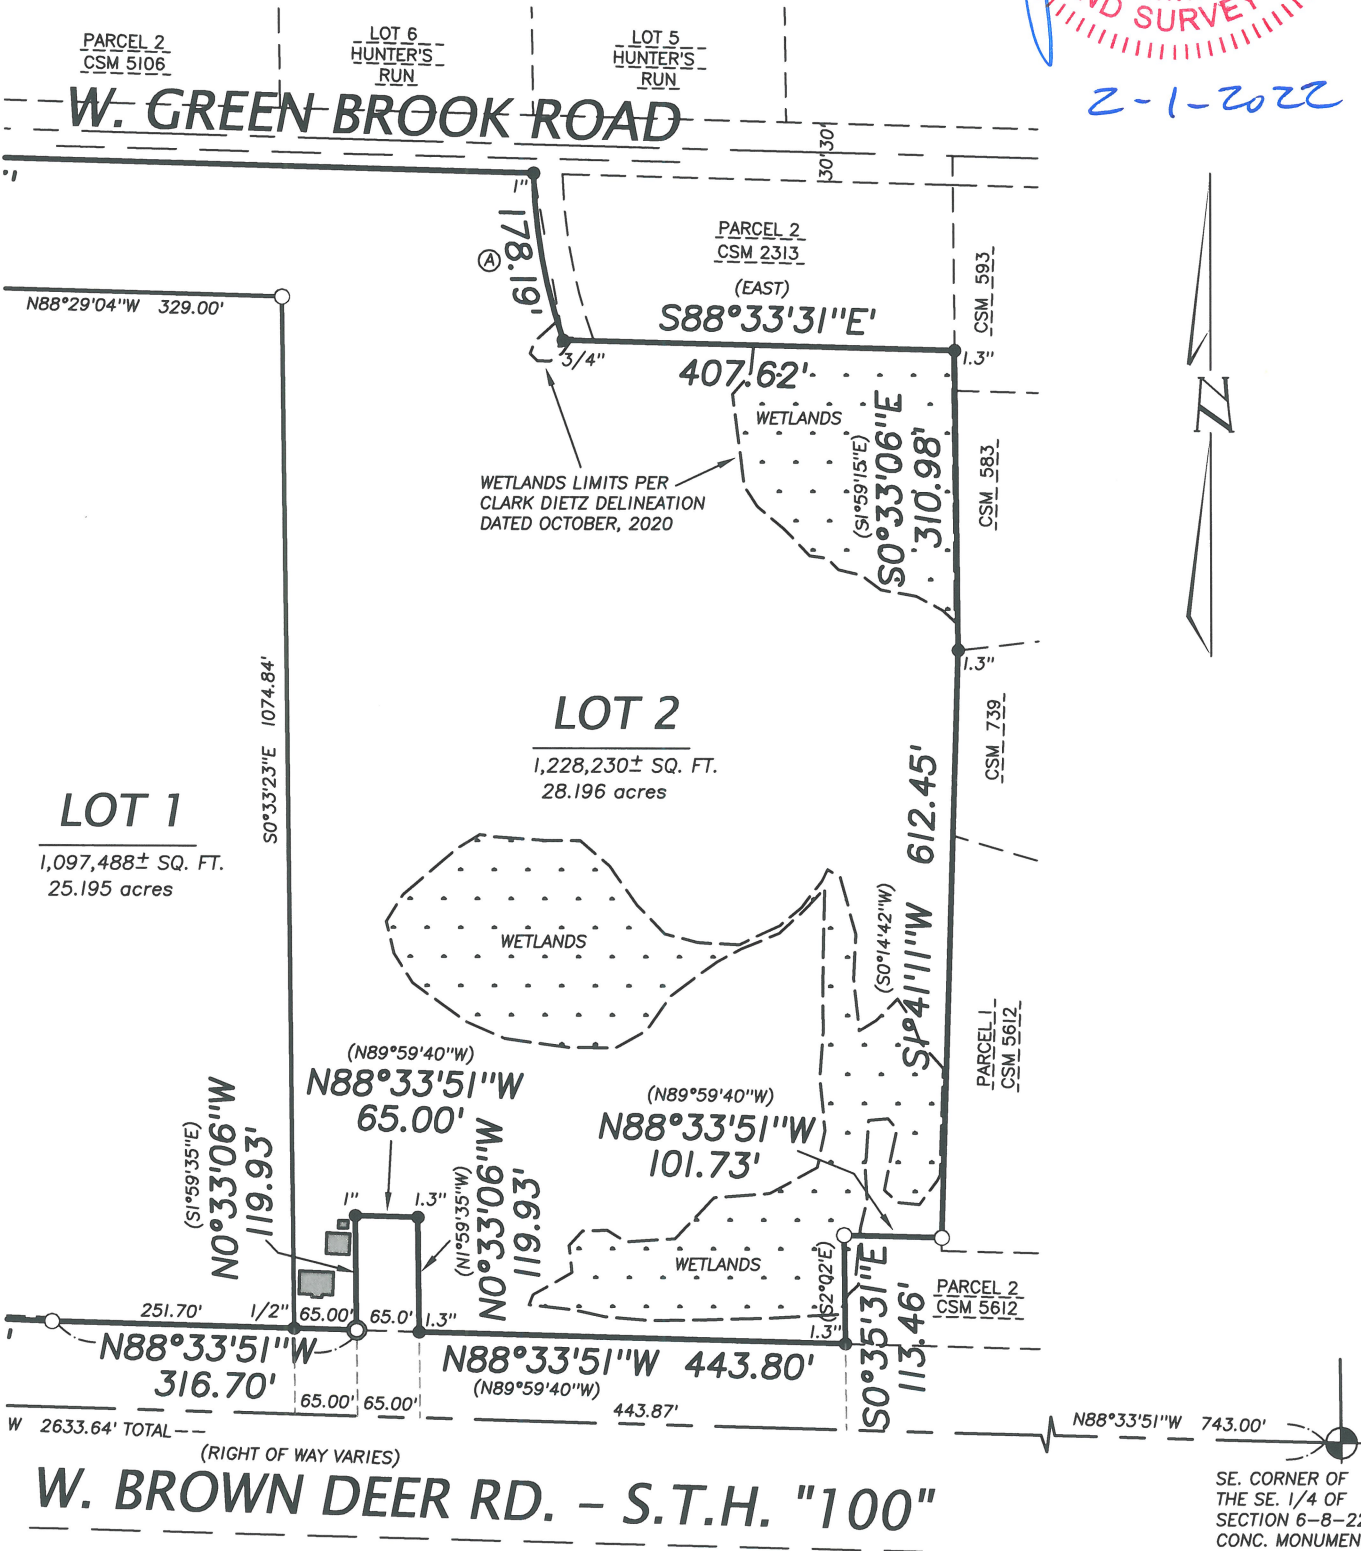 ND SURVEY
2-1-2022
PARCEL 2
CSM 5106
LOT 6
HUNTER'S
RUN
LOT 5
HUNTER'S
RUN
W. GREEN BROOK ROAD
30'30'
1"
178.19'
A
PARCEL 2
CSM 2313
(EAST)
S88°33'31"E'
407.62'
3/4"
1.3"
CSM 593
N88°29'04"W 329.00'
N
WETLANDS
(S1°59'15"E)
S0°33'06"E
310.98'
CSM 583
WETLANDS LIMITS PER
CLARK DIETZ DELINEATION
DATED OCTOBER, 2020
1.3"
S0°33'23"E 1074.84'
LOT 2
1,228,230± SQ. FT.
28.196 acres
CSM 739
LOT 1
1,097,488± SQ. FT.
25.195 acres
WETLANDS
(S0°14'42"W)
S1°41'11"W 612.45'
PARCEL 1
CSM 5612
(N89°59'40"W)
N88°33'51"W
65.00'
(N89°59'40"W)
N88°33'51"W
101.73'
(S1°59'35"E)
N0°33'06"W
119.93'
1"
1.3"
(N1°59'35"W)
N0°33'06"W
119.93'
WETLANDS
(S2°02'E)
S0°35'31"E
113.46'
PARCEL 2
CSM 5612
251.70'
1/2"
65.00'
65.0'
1.3"
1.3"
N88°33'51"W
316.70'
N88°33'51"W 443.80'
(N89°59'40"W)
65.00'
65.00'
443.87'
W 2633.64' TOTAL
N88°33'51"W 743.00'
(RIGHT OF WAY VARIES)
W. BROWN DEER RD. - S.T.H. "100"
SE. CORNER OF
THE SE. 1/4 OF
SECTION 6-8-22
CONC. MONUMEN